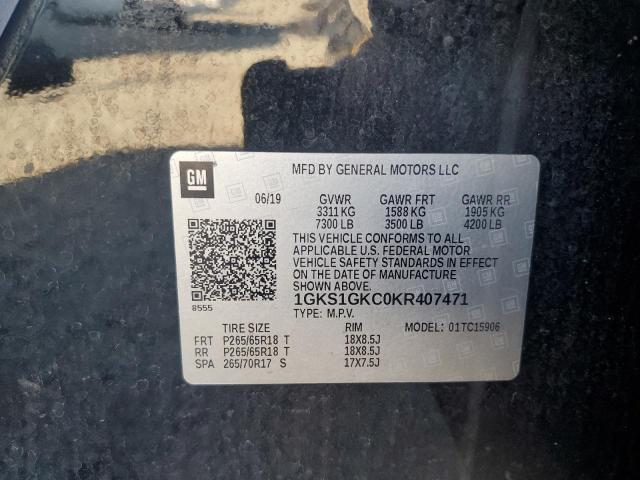 GM
MFD BY GENERAL MOTORS LLC
06/19 GVWR GAWR FRT GAWR RR
3311 KG 1588 KG 1905 KG
7300 LB 3500 LB 4200 LB
THIS VEHICLE CONFORMS TO ALL
APPLICABLE U.S. FEDERAL MOTOR
VEHICLE SAFETY STANDARDS IN EFFECT
ON THE DATE OF MANUFACTURE
SHOWN ABOVE.
8555
1GKS1GKC0KR407471
TYPE: M.P.V.
TIRE SIZE RIM MODEL: 01TC15906
FRT P265/65R18 T 18X8.5J
RR P265/65R18 T 18X8.5J
SPA 265/70R17 S 17X7.5J